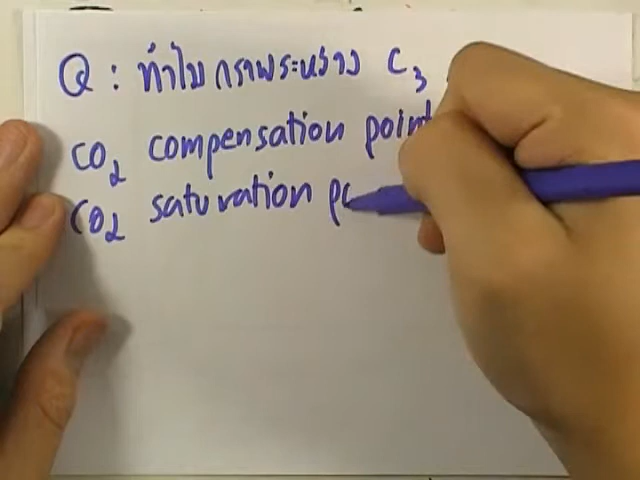 Q : ทำไม กราฟระหว่าง C₃
CO₂ compensation point
CO₂ saturation po